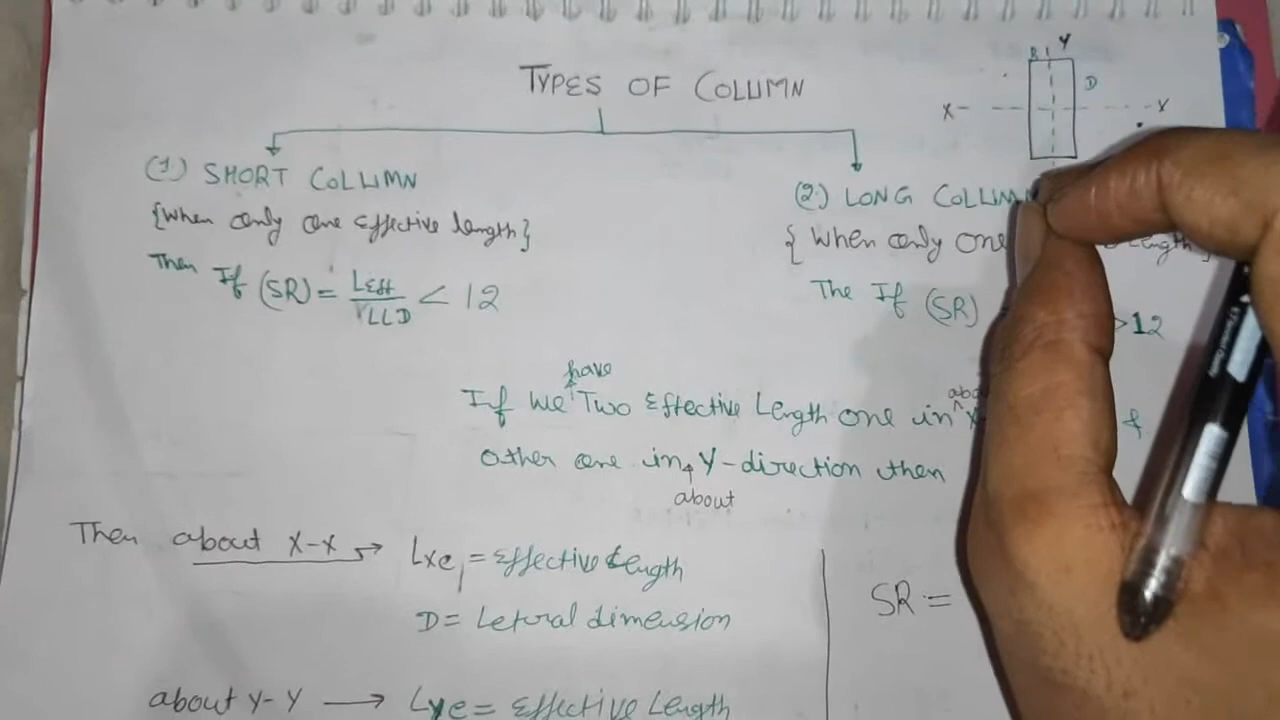 TYPES OF COLUMN
B Y
D
X X
(1) SHORT COLUMN
{When only one Effective length}
Then If (SR) = LEff/LLD < 12
(2) LONG COLUMN
{ When only one Length}
The If (SR) >12
have
If We Two Effective Length one in X &
other one in Y-direction then
about
Then about X-X → Lxe = Effective Length
D = Leteral dimension
SR =
about Y-Y → Lye = Effective Length